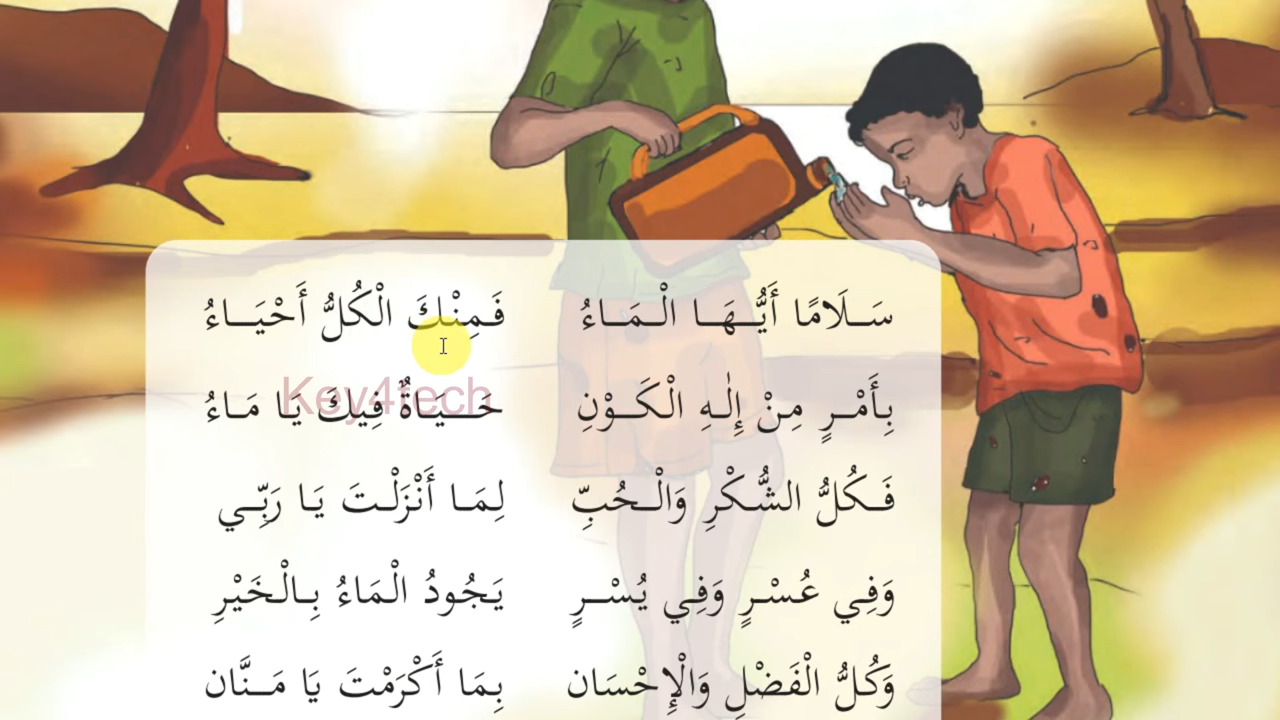 سَلَامًا أَيُّهَا الْمَاءُ فَمِنْكَ الْكُلُّ أَحْيَاءُ
بِأَمْرٍ مِنْ إِلٰهِ الْكَوْنِ حَيَاةٌ فِيكَ يَا مَاءُ
Key4tech
فَكُلُّ الشُّكْرِ وَالْحُبِّ لِمَا أَنْزَلْتَ يَا رَبِّي
وَفِي عُسْرٍ وَفِي يُسْرٍ يَجُودُ الْمَاءُ بِالْخَيْرِ
وَكُلُّ الْفَضْلِ وَالْإِحْسَان بِمَا أَكْرَمْتَ يَا مَنَّان